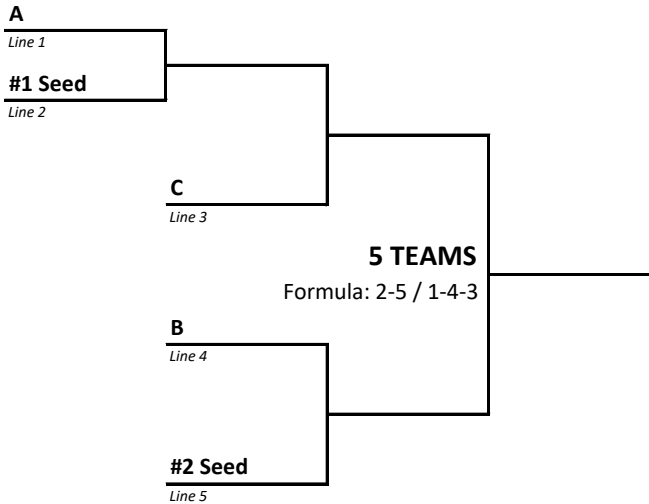 A
Line 1
#1 Seed
Line 2
C
Line 3
5 TEAMS
Formula: 2-5 / 1-4-3
B
Line 4
#2 Seed
Line 5